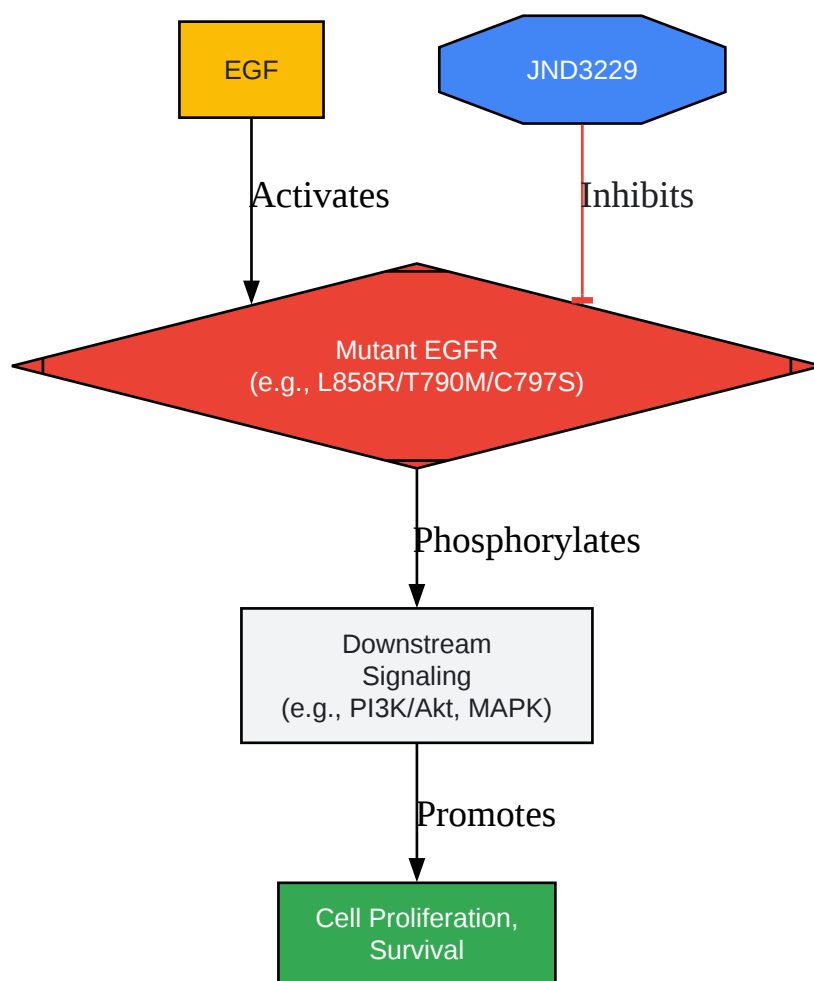 EGF
JND3229
Activates
Inhibits
Mutant EGFR
(e.g., L858R/T790M/C797S)
Phosphorylates
Downstream
Signaling
(e.g., PI3K/Akt, MAPK)
Promotes
Cell Proliferation,
Survival